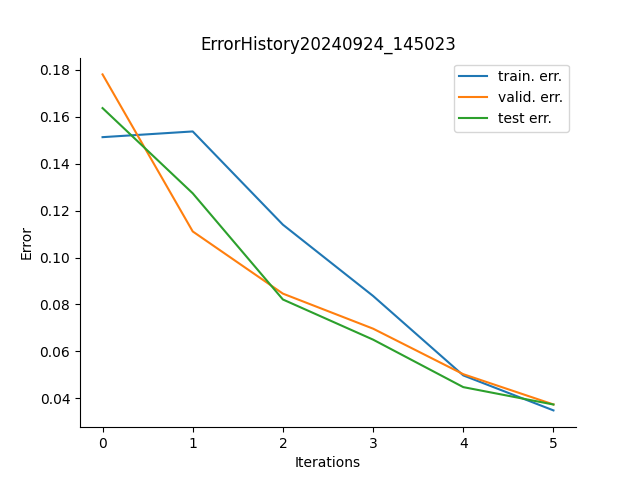 ErrorHistory20240924_145023
train. err.
valid. err.
test err.
Error
0.18
0.16
0.14
0.12
0.10
0.08
0.06
0.04
0 1 2 3 4 5
Iterations